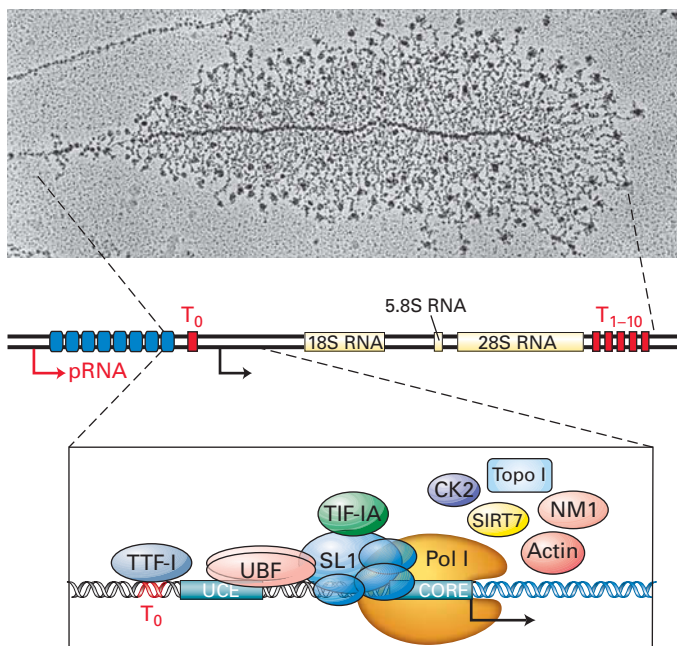 5.8S RNA
T0
T1–10
18S RNA
28S RNA
pRNA
Topo I
CK2
NM1
TIF-IA
SIRT7
Actin
TTF-I
UBF
SL1
Pol I
UCE
CORE
T0